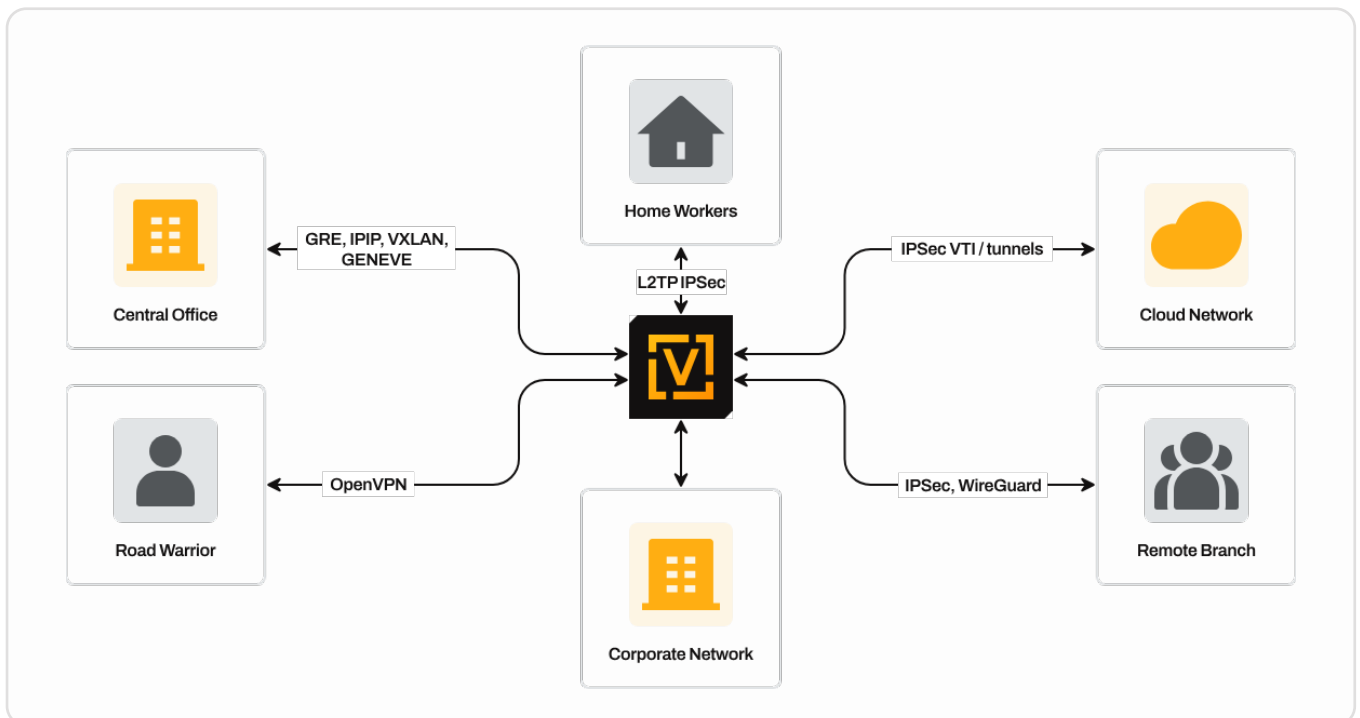 Home Workers
Central Office
GRE, IPIP, VXLAN,
GENEVE
L2TP IPSec
IPSec VTI / tunnels
Cloud Network
V
Road Warrior
OpenVPN
Corporate Network
IPSec, WireGuard
Remote Branch